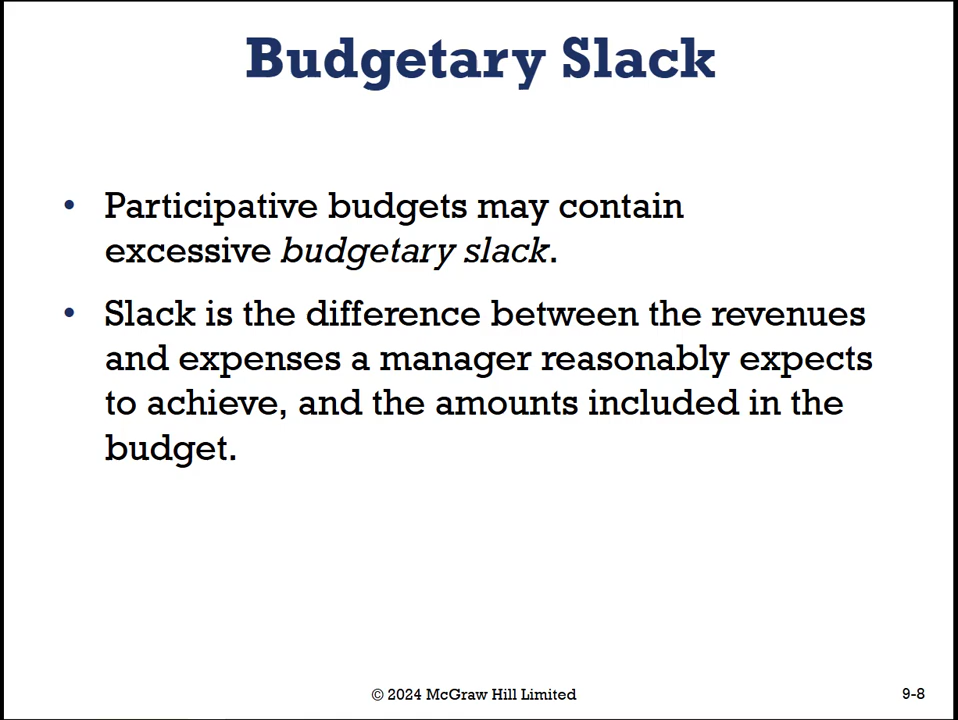 Budgetary Slack
• Participative budgets may contain
excessive budgetary slack.
• Slack is the difference between the revenues
and expenses a manager reasonably expects
to achieve, and the amounts included in the
budget.
© 2024 McGraw Hill Limited
9-8